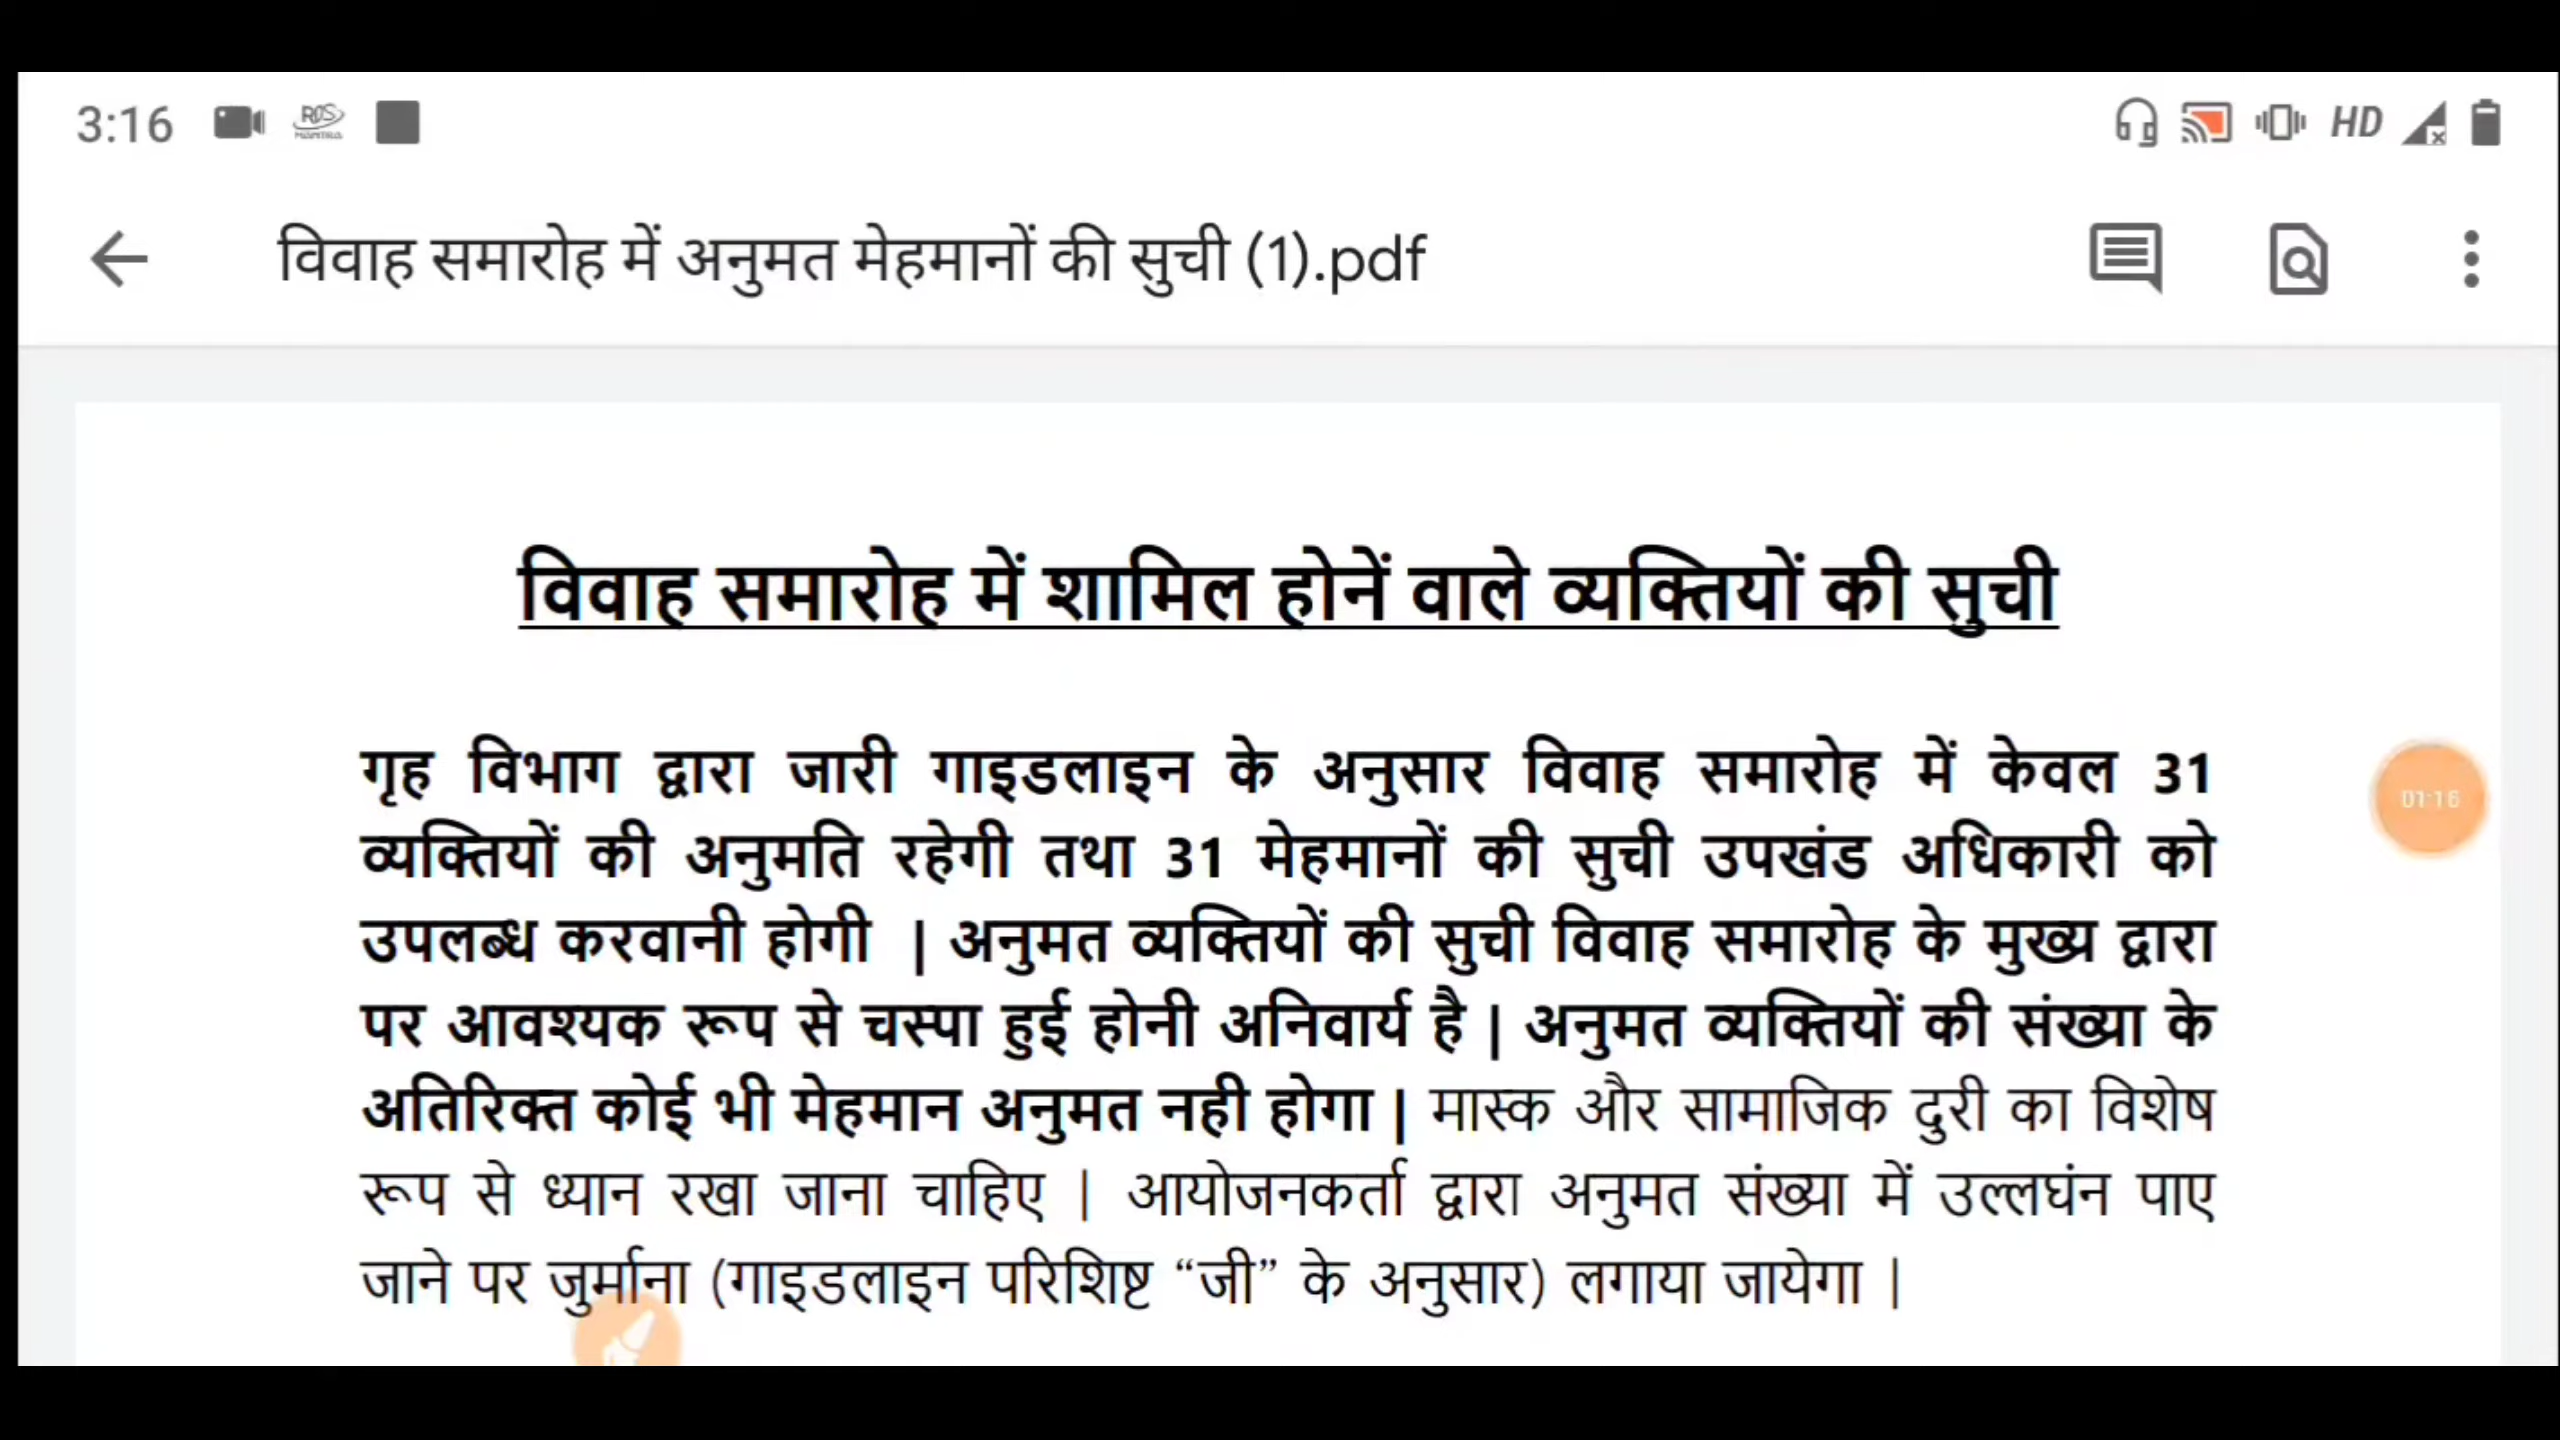 3:16 RDS HD
विवाह समारोह में अनुमत मेहमानों की सुची (1).pdf
विवाह समारोह में शामिल होनें वाले व्यक्तियों की सुची
गृह विभाग द्वारा जारी गाइडलाइन के अनुसार विवाह समारोह में केवल 31
व्यक्तियों की अनुमति रहेगी तथा 31 मेहमानों की सुची उपखंड अधिकारी को
उपलब्ध करवानी होगी | अनुमत व्यक्तियों की सुची विवाह समारोह के मुख्य द्वारा
01:16
पर आवश्यक रूप से चस्पा हुई होनी अनिवार्य है | अनुमत व्यक्तियों की संख्या के
अतिरिक्त कोई भी मेहमान अनुमत नही होगा | मास्क और सामाजिक दुरी का विशेष
रूप से ध्यान रखा जाना चाहिए | आयोजनकर्ता द्वारा अनुमत संख्या में उल्लघंन पाए
जाने पर जुर्माना (गाइडलाइन परिशिष्ट “जी” के अनुसार) लगाया जायेगा |